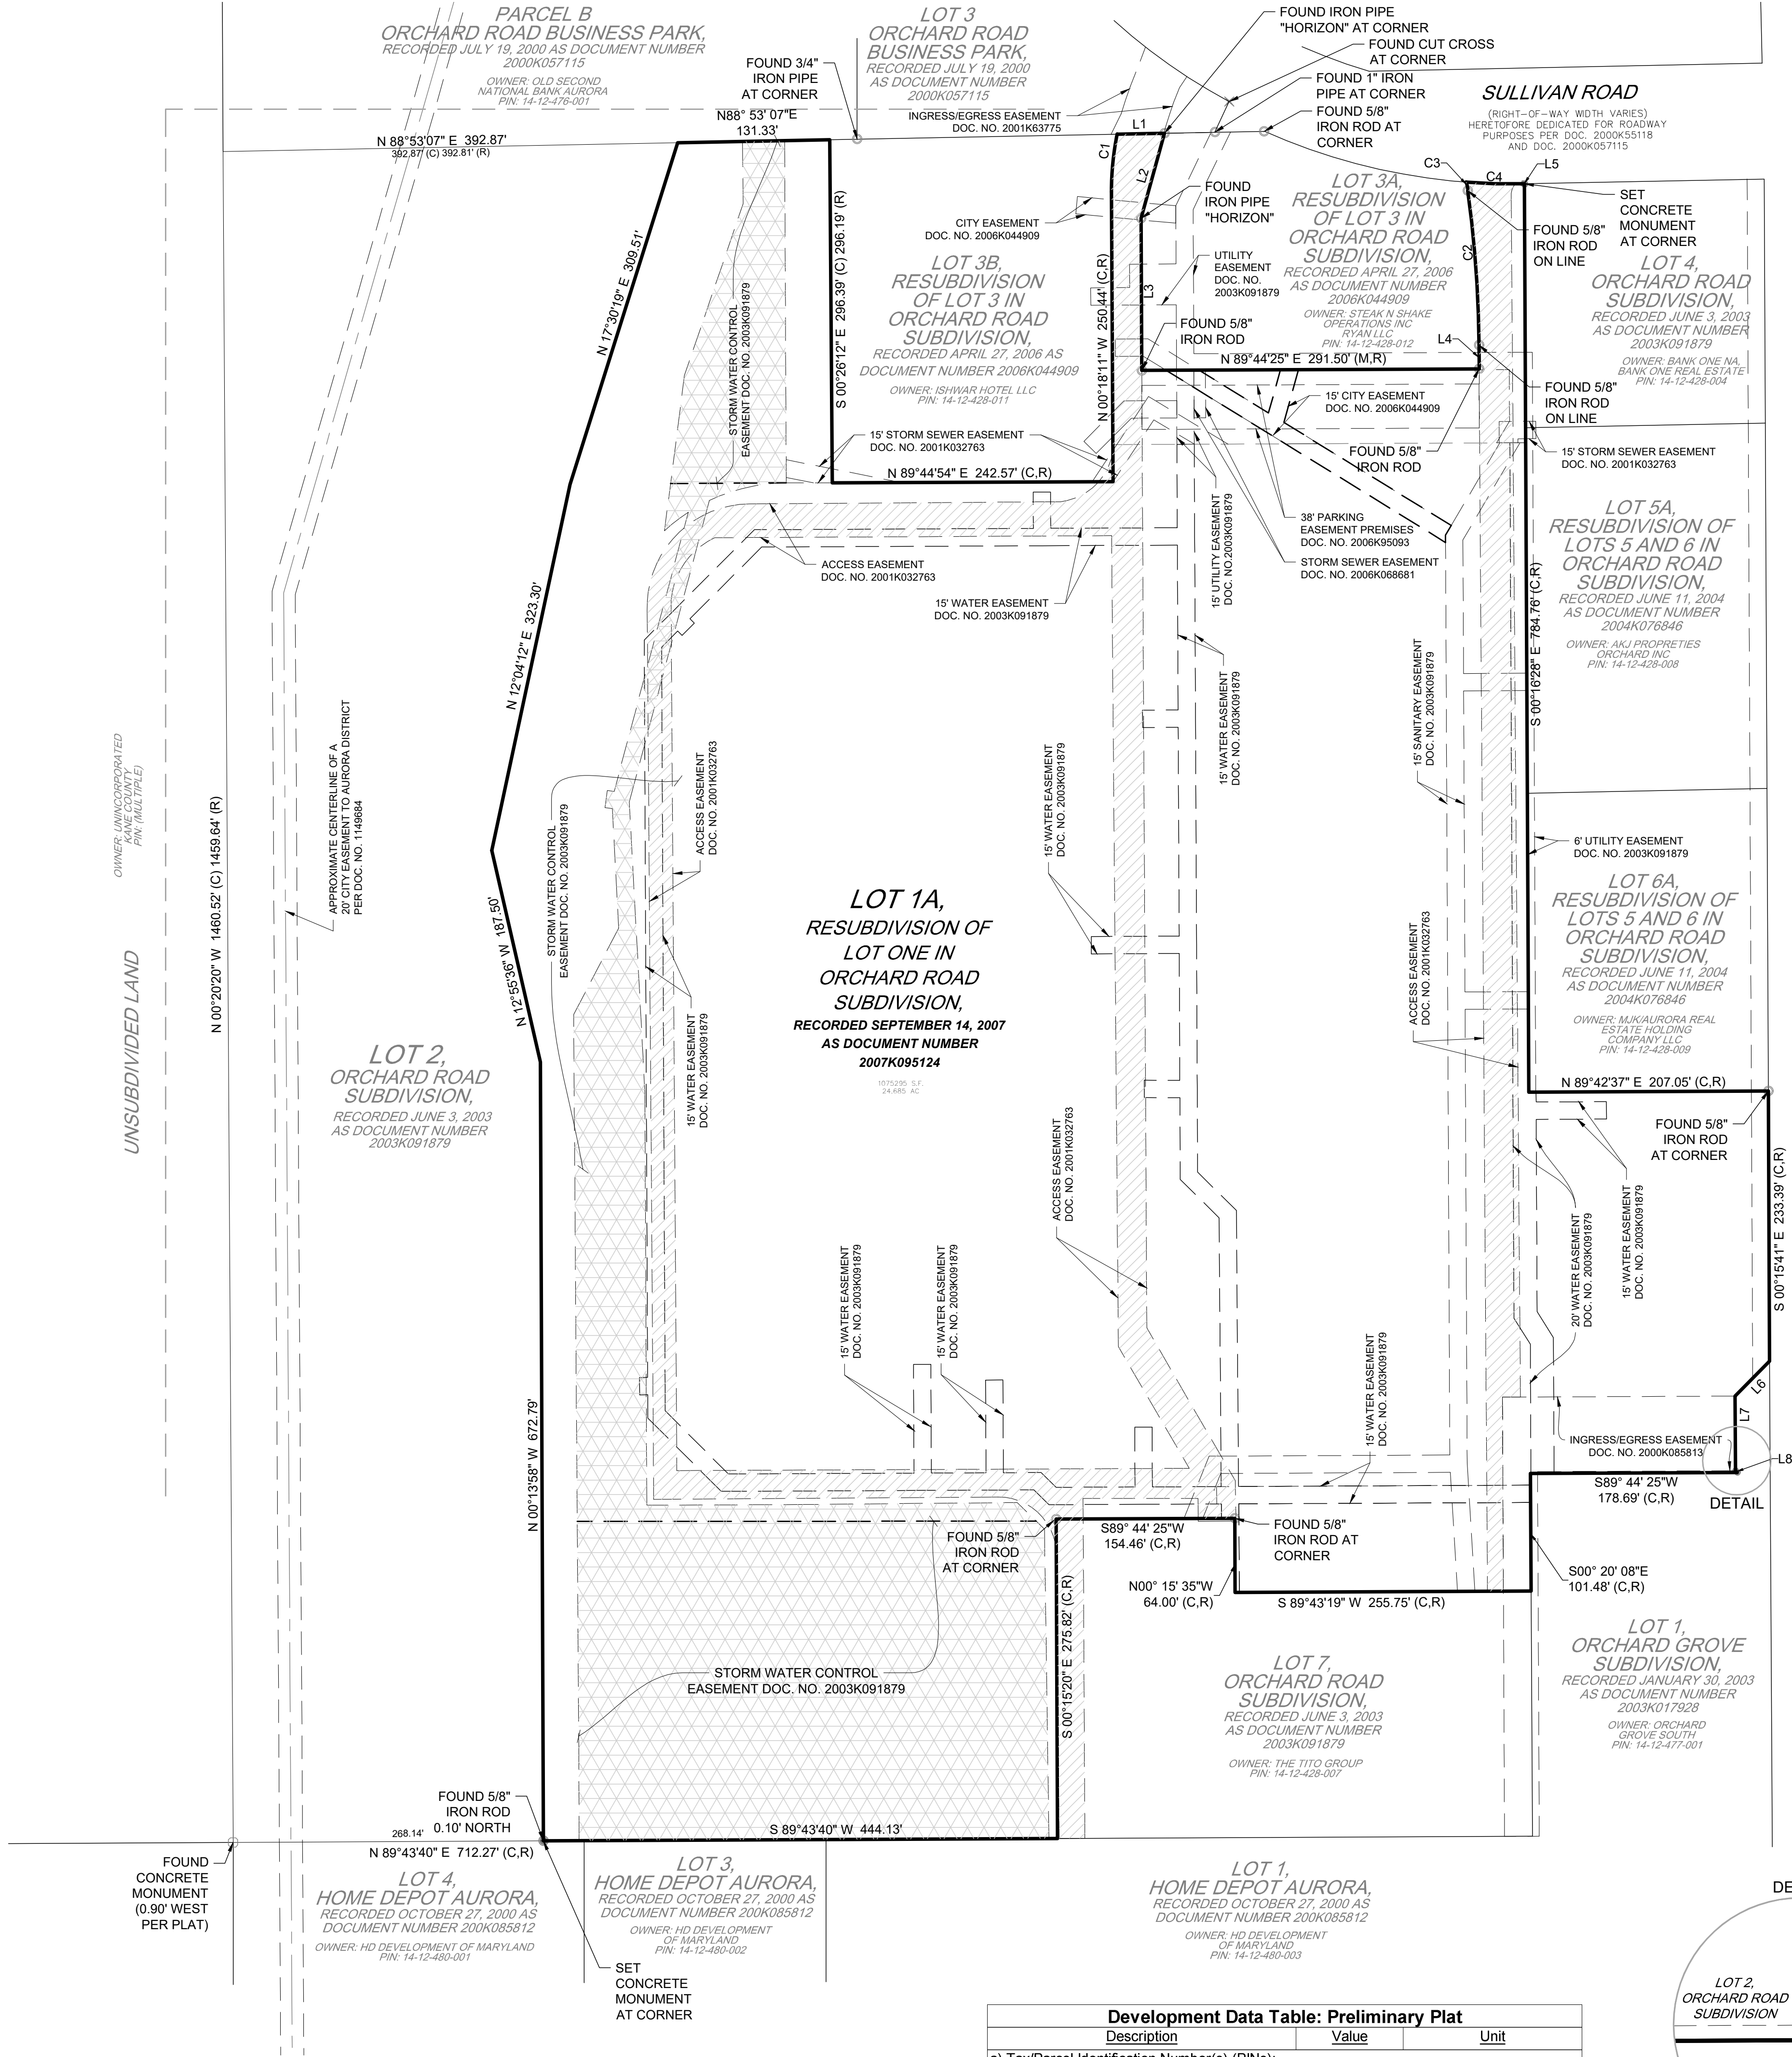 PARCEL B
ORCHARD ROAD BUSINESS PARK,
RECORDED JULY 19, 2000 AS DOCUMENT NUMBER
2000K057115
OWNER: OLD SECOND
NATIONAL BANK AURORA
PIN: 14-12-476-001
LOT 3
ORCHARD ROAD
BUSINESS PARK,
RECORDED JULY 19, 2000
AS DOCUMENT NUMBER
2000K057115
FOUND 3/4"
IRON PIPE
AT CORNER
FOUND IRON PIPE
"HORIZON" AT CORNER
FOUND CUT CROSS
AT CORNER
FOUND 1" IRON
PIPE AT CORNER
FOUND 5/8"
IRON ROD AT
CORNER
SULLIVAN ROAD
(RIGHT-OF-WAY WIDTH VARIES)
HERETOFORE DEDICATED FOR ROADWAY
PURPOSES PER DOC. 2000K55118
AND DOC. 2000K057115
INGRESS/EGRESS EASEMENT
DOC. NO. 2001K63775
N88° 53' 07"E
131.33'
N 88°53'07" E 392.87'
392.87' (C) 392.81' (R)
L1
C1
L2
C3
C4
L5
SET
CONCRETE
MONUMENT
AT CORNER
FOUND
IRON PIPE
"HORIZON"
LOT 3A,
RESUBDIVISION
OF LOT 3 IN
ORCHARD ROAD
SUBDIVISION,
RECORDED APRIL 27, 2006
AS DOCUMENT NUMBER
2006K044909
OWNER: STEAK N SHAKE
OPERATIONS INC
RYAN LLC
PIN: 14-12-428-012
C2
FOUND 5/8"
IRON ROD
ON LINE
CITY EASEMENT
DOC. NO. 2006K044909
LOT 3B,
RESUBDIVISION
OF LOT 3 IN
ORCHARD ROAD
SUBDIVISION,
RECORDED APRIL 27, 2006 AS
DOCUMENT NUMBER 2006K044909
OWNER: ISHWAR HOTEL LLC
PIN: 14-12-428-011
UTILITY
EASEMENT
DOC. NO.
2003K091879
L3
FOUND 5/8"
IRON ROD
L4
N 89°44'25" E 291.50' (M,R)
LOT 4,
ORCHARD ROAD
SUBDIVISION,
RECORDED JUNE 3, 2003
AS DOCUMENT NUMBER
2003K091879
OWNER: BANK ONE NA,
BANK ONE REAL ESTATE
PIN: 14-12-428-004
FOUND 5/8"
IRON ROD
ON LINE
15' CITY EASEMENT
DOC. NO. 2006K044909
FOUND 5/8"
IRON ROD
15' STORM SEWER EASEMENT
DOC. NO. 2001K032763
15' STORM SEWER EASEMENT
DOC. NO. 2001K032763
N 89°44'54" E 242.57' (C,R)
N 17°30'19" E 309.51'
STORM WATER CONTROL
EASEMENT DOC. NO. 2003K091879
S 00°26'12" E 296.39' (C) 296.19' (R)
N 00°18'11" W 250.44' (C,R)
ACCESS EASEMENT
DOC. NO. 2001K032763
15' WATER EASEMENT
DOC. NO. 2003K091879
15' UTILITY EASEMENT
DOC. NO.2003K091879
38' PARKING
EASEMENT PREMISES
DOC. NO. 2006K95093
STORM SEWER EASEMENT
DOC. NO. 2006K068681
LOT 5A,
RESUBDIVISION OF
LOTS 5 AND 6 IN
ORCHARD ROAD
SUBDIVISION,
RECORDED JUNE 11, 2004
AS DOCUMENT NUMBER
2004K076846
OWNER: AKJ PROPRETIES
ORCHARD INC
PIN: 14-12-428-008
S 00°16'28" E 784.76' (C,R)
N 12°04'12" E 323.30'
OWNER: UNINCORPORATED
KANE COUNTY
PIN: (MULTIPLE)
UNSUBDIVIDED LAND
N 00°20'20" W 1460.52' (C) 1459.64' (R)
APPROXIMATE CENTERLINE OF A
20' CITY EASEMENT TO AURORA DISTRICT
PER DOC. NO. 1149684
N 12°55'36" W 187.50'
STORM WATER CONTROL
EASEMENT DOC. NO. 2003K091879
ACCESS EASEMENT
DOC. NO. 2001K032763
15' WATER EASEMENT
DOC. NO. 2003K091879
15' WATER EASEMENT
DOC. NO. 2003K091879
15' WATER EASEMENT
DOC. NO. 2003K091879
15' SANITARY EASEMENT
DOC. NO. 2003K091879
ACCESS EASEMENT
DOC. NO. 2001K032763
6' UTILITY EASEMENT
DOC. NO. 2003K091879
LOT 6A,
RESUBDIVISION OF
LOTS 5 AND 6 IN
ORCHARD ROAD
SUBDIVISION,
RECORDED JUNE 11, 2004
AS DOCUMENT NUMBER
2004K076846
OWNER: MJK/AURORA REAL
ESTATE HOLDING
COMPANY LLC
PIN: 14-12-428-009
LOT 1A,
RESUBDIVISION OF
LOT ONE IN
ORCHARD ROAD
SUBDIVISION,
RECORDED SEPTEMBER 14, 2007
AS DOCUMENT NUMBER
2007K095124
1075295 S.F.
24.685 AC
LOT 2,
ORCHARD ROAD
SUBDIVISION,
RECORDED JUNE 3, 2003
AS DOCUMENT NUMBER
2003K091879
N 89°42'37" E 207.05' (C,R)
FOUND 5/8"
IRON ROD
AT CORNER
S 00°15'41" E 233.39' (C,R)
ACCESS EASEMENT
DOC. NO. 2001K032763
20' WATER EASEMENT
DOC. NO. 2003K091879
15' WATER EASEMENT
DOC. NO. 2003K091879
15' WATER EASEMENT
DOC. NO. 2003K091879
15' WATER EASEMENT
DOC. NO. 2003K091879
15' WATER EASEMENT
DOC. NO. 2003K091879
L6
L7
L8
INGRESS/EGRESS EASEMENT
DOC. NO. 2000K085813
S89° 44' 25"W
178.69' (C,R)
DETAIL
N 00°13'58" W 672.79'
FOUND 5/8"
IRON ROD
AT CORNER
S89° 44' 25"W
154.46' (C,R)
FOUND 5/8"
IRON ROD AT
CORNER
N00° 15' 35"W
64.00' (C,R)
S 89°43'19" W 255.75' (C,R)
S00° 20' 08"E
101.48' (C,R)
S 00°15'20" E 275.82' (C,R)
STORM WATER CONTROL
EASEMENT DOC. NO. 2003K091879
LOT 7,
ORCHARD ROAD
SUBDIVISION,
RECORDED JUNE 3, 2003
AS DOCUMENT NUMBER
2003K091879
OWNER: THE TITO GROUP
PIN: 14-12-428-007
LOT 1,
ORCHARD GROVE
SUBDIVISION,
RECORDED JANUARY 30, 2003
AS DOCUMENT NUMBER
2003K017928
OWNER: ORCHARD
GROVE SOUTH
PIN: 14-12-477-001
FOUND 5/8"
IRON ROD
0.10' NORTH
268.14'
N 89°43'40" E 712.27' (C,R)
S 89°43'40" W 444.13'
FOUND
CONCRETE
MONUMENT
(0.90' WEST
PER PLAT)
LOT 4,
HOME DEPOT AURORA,
RECORDED OCTOBER 27, 2000 AS
DOCUMENT NUMBER 200K085812
OWNER: HD DEVELOPMENT OF MARYLAND
PIN: 14-12-480-001
LOT 3,
HOME DEPOT AURORA,
RECORDED OCTOBER 27, 2000 AS
DOCUMENT NUMBER 200K085812
OWNER: HD DEVELOPMENT
OF MARYLAND
PIN: 14-12-480-002
SET
CONCRETE
MONUMENT
AT CORNER
LOT 1,
HOME DEPOT AURORA,
RECORDED OCTOBER 27, 2000 AS
DOCUMENT NUMBER 200K085812
OWNER: HD DEVELOPMENT
OF MARYLAND
PIN: 14-12-480-003
DE
LOT 2,
ORCHARD ROAD
SUBDIVISION
Development Data Table: Preliminary Plat
Description Value Unit
a) Tax/Parcel Identification Number(s) (PINs):